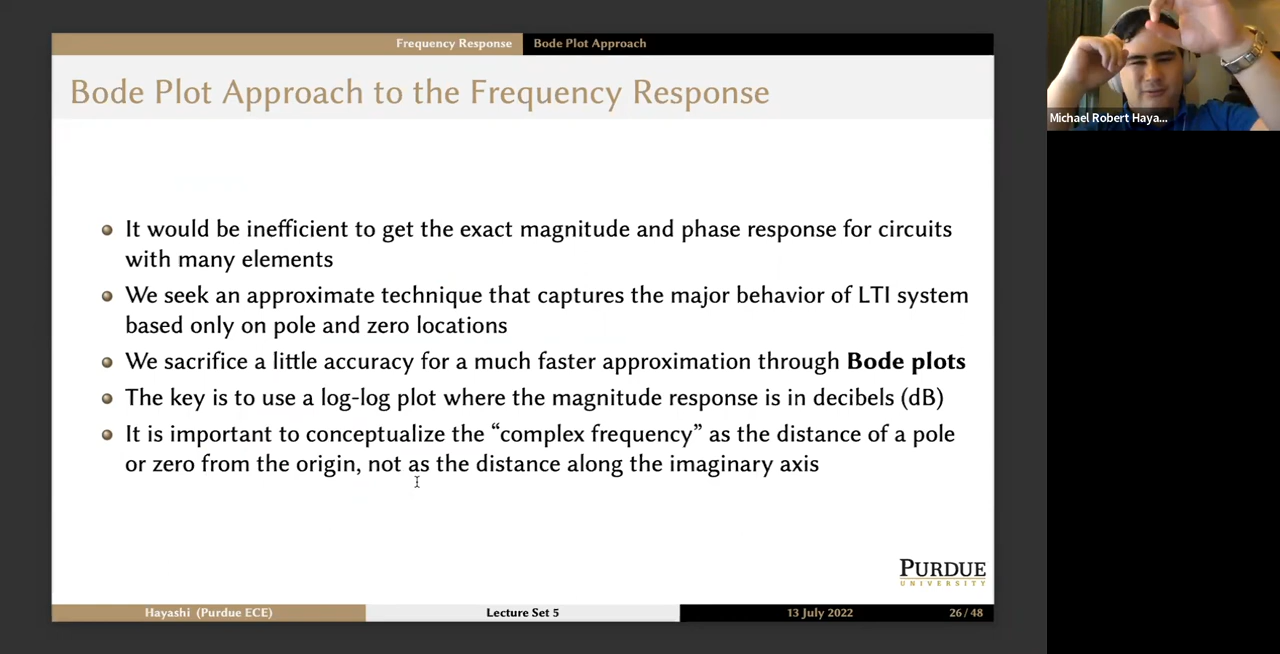 Frequency Response Bode Plot Approach
Bode Plot Approach to the Frequency Response
It would be inefficient to get the exact magnitude and phase response for circuits
with many elements
We seek an approximate technique that captures the major behavior of LTI system
based only on pole and zero locations
We sacrifice a little accuracy for a much faster approximation through Bode plots
The key is to use a log-log plot where the magnitude response is in decibels (dB)
It is important to conceptualize the “complex frequency” as the distance of a pole
or zero from the origin, not as the distance along the imaginary axis
PURDUE
UNIVERSITY
Hayashi (Purdue ECE) Lecture Set 5 13 July 2022 26 / 48
Michael Robert Haya...